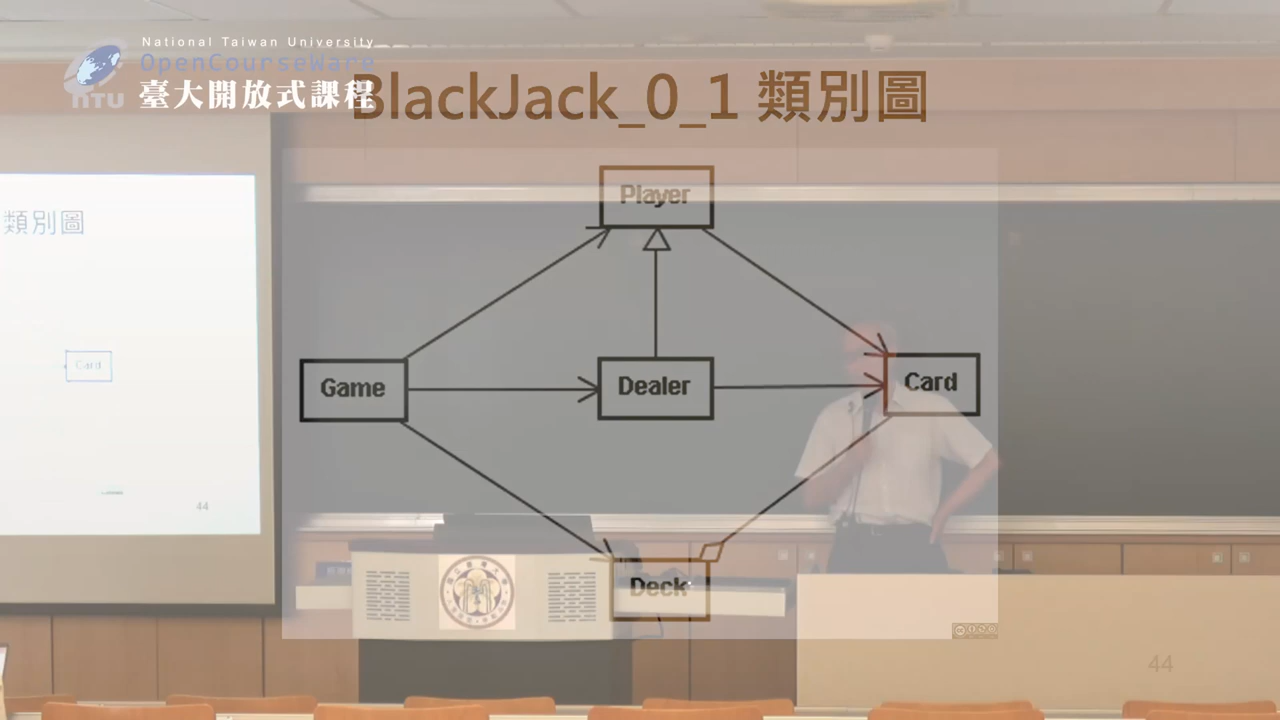 National Taiwan University
OpenCourseWare
NTU
臺大開放式課程
BlackJack_0_1 類別圖
Player
類別圖
Card
Game
Dealer
Card
44
Deck
44